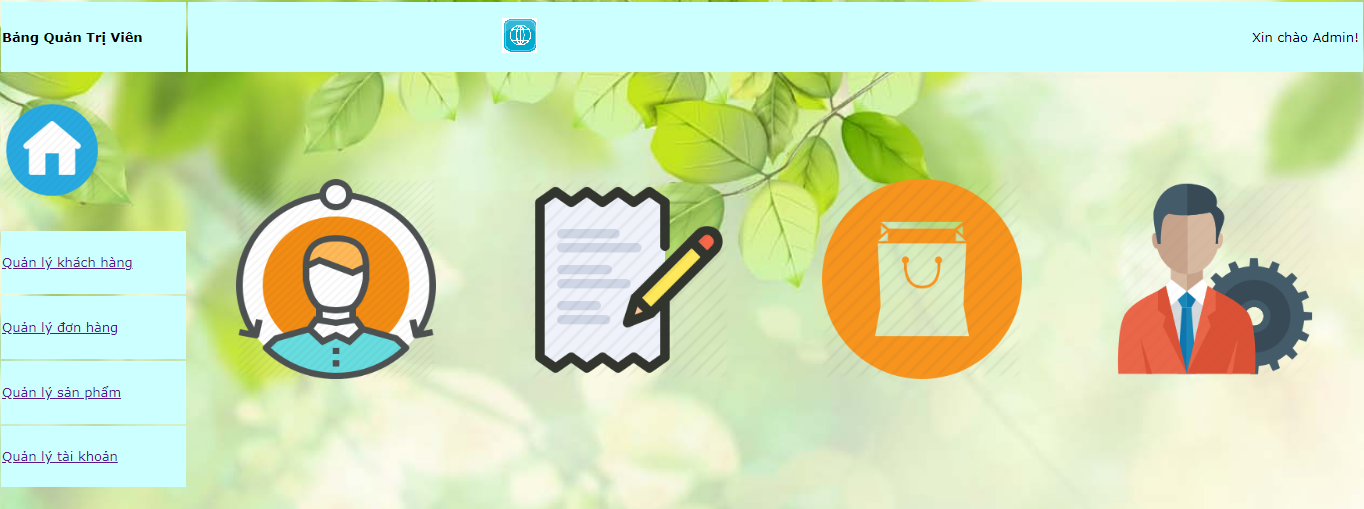 Bảng Quản Trị Viên
Xin chào Admin!
Quản lý khách hàng
Quản lý đơn hàng
Quản lý sản phẩm
Quản lý tài khoản